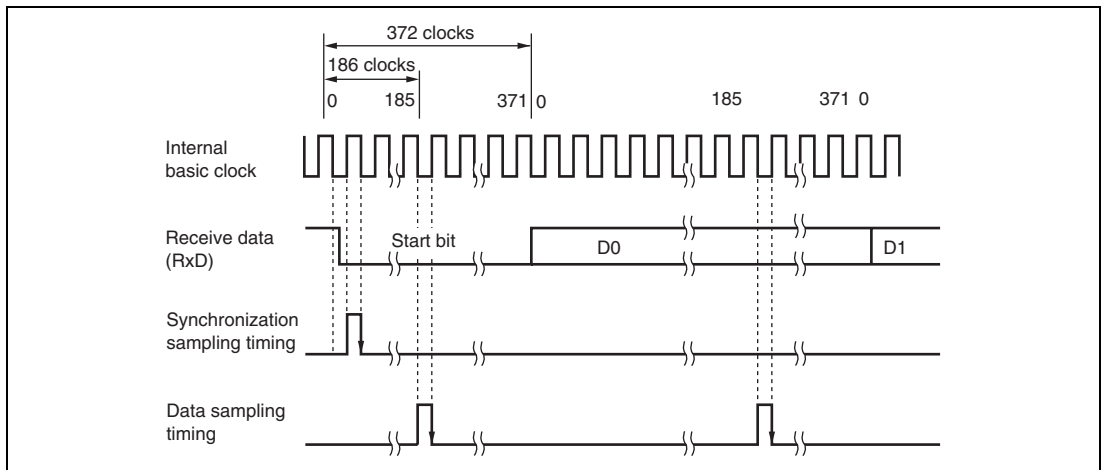 372 clocks
186 clocks
0 185 371 0 185 371 0
Internal
basic clock
Receive data
(RxD)
Start bit D0 D1
Synchronization
sampling timing
Data sampling
timing